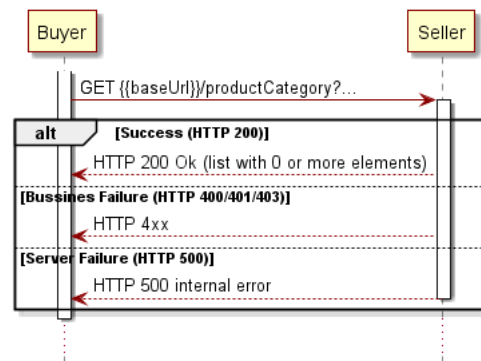 Buyer
Seller
GET {{baseUrl}}/productCategory?...
alt
[Success (HTTP 200)]
HTTP 200 Ok (list with 0 or more elements)
[Bussines Failure (HTTP 400/401/403)]
HTTP 4xx
[Server Failure (HTTP 500)]
HTTP 500 internal error